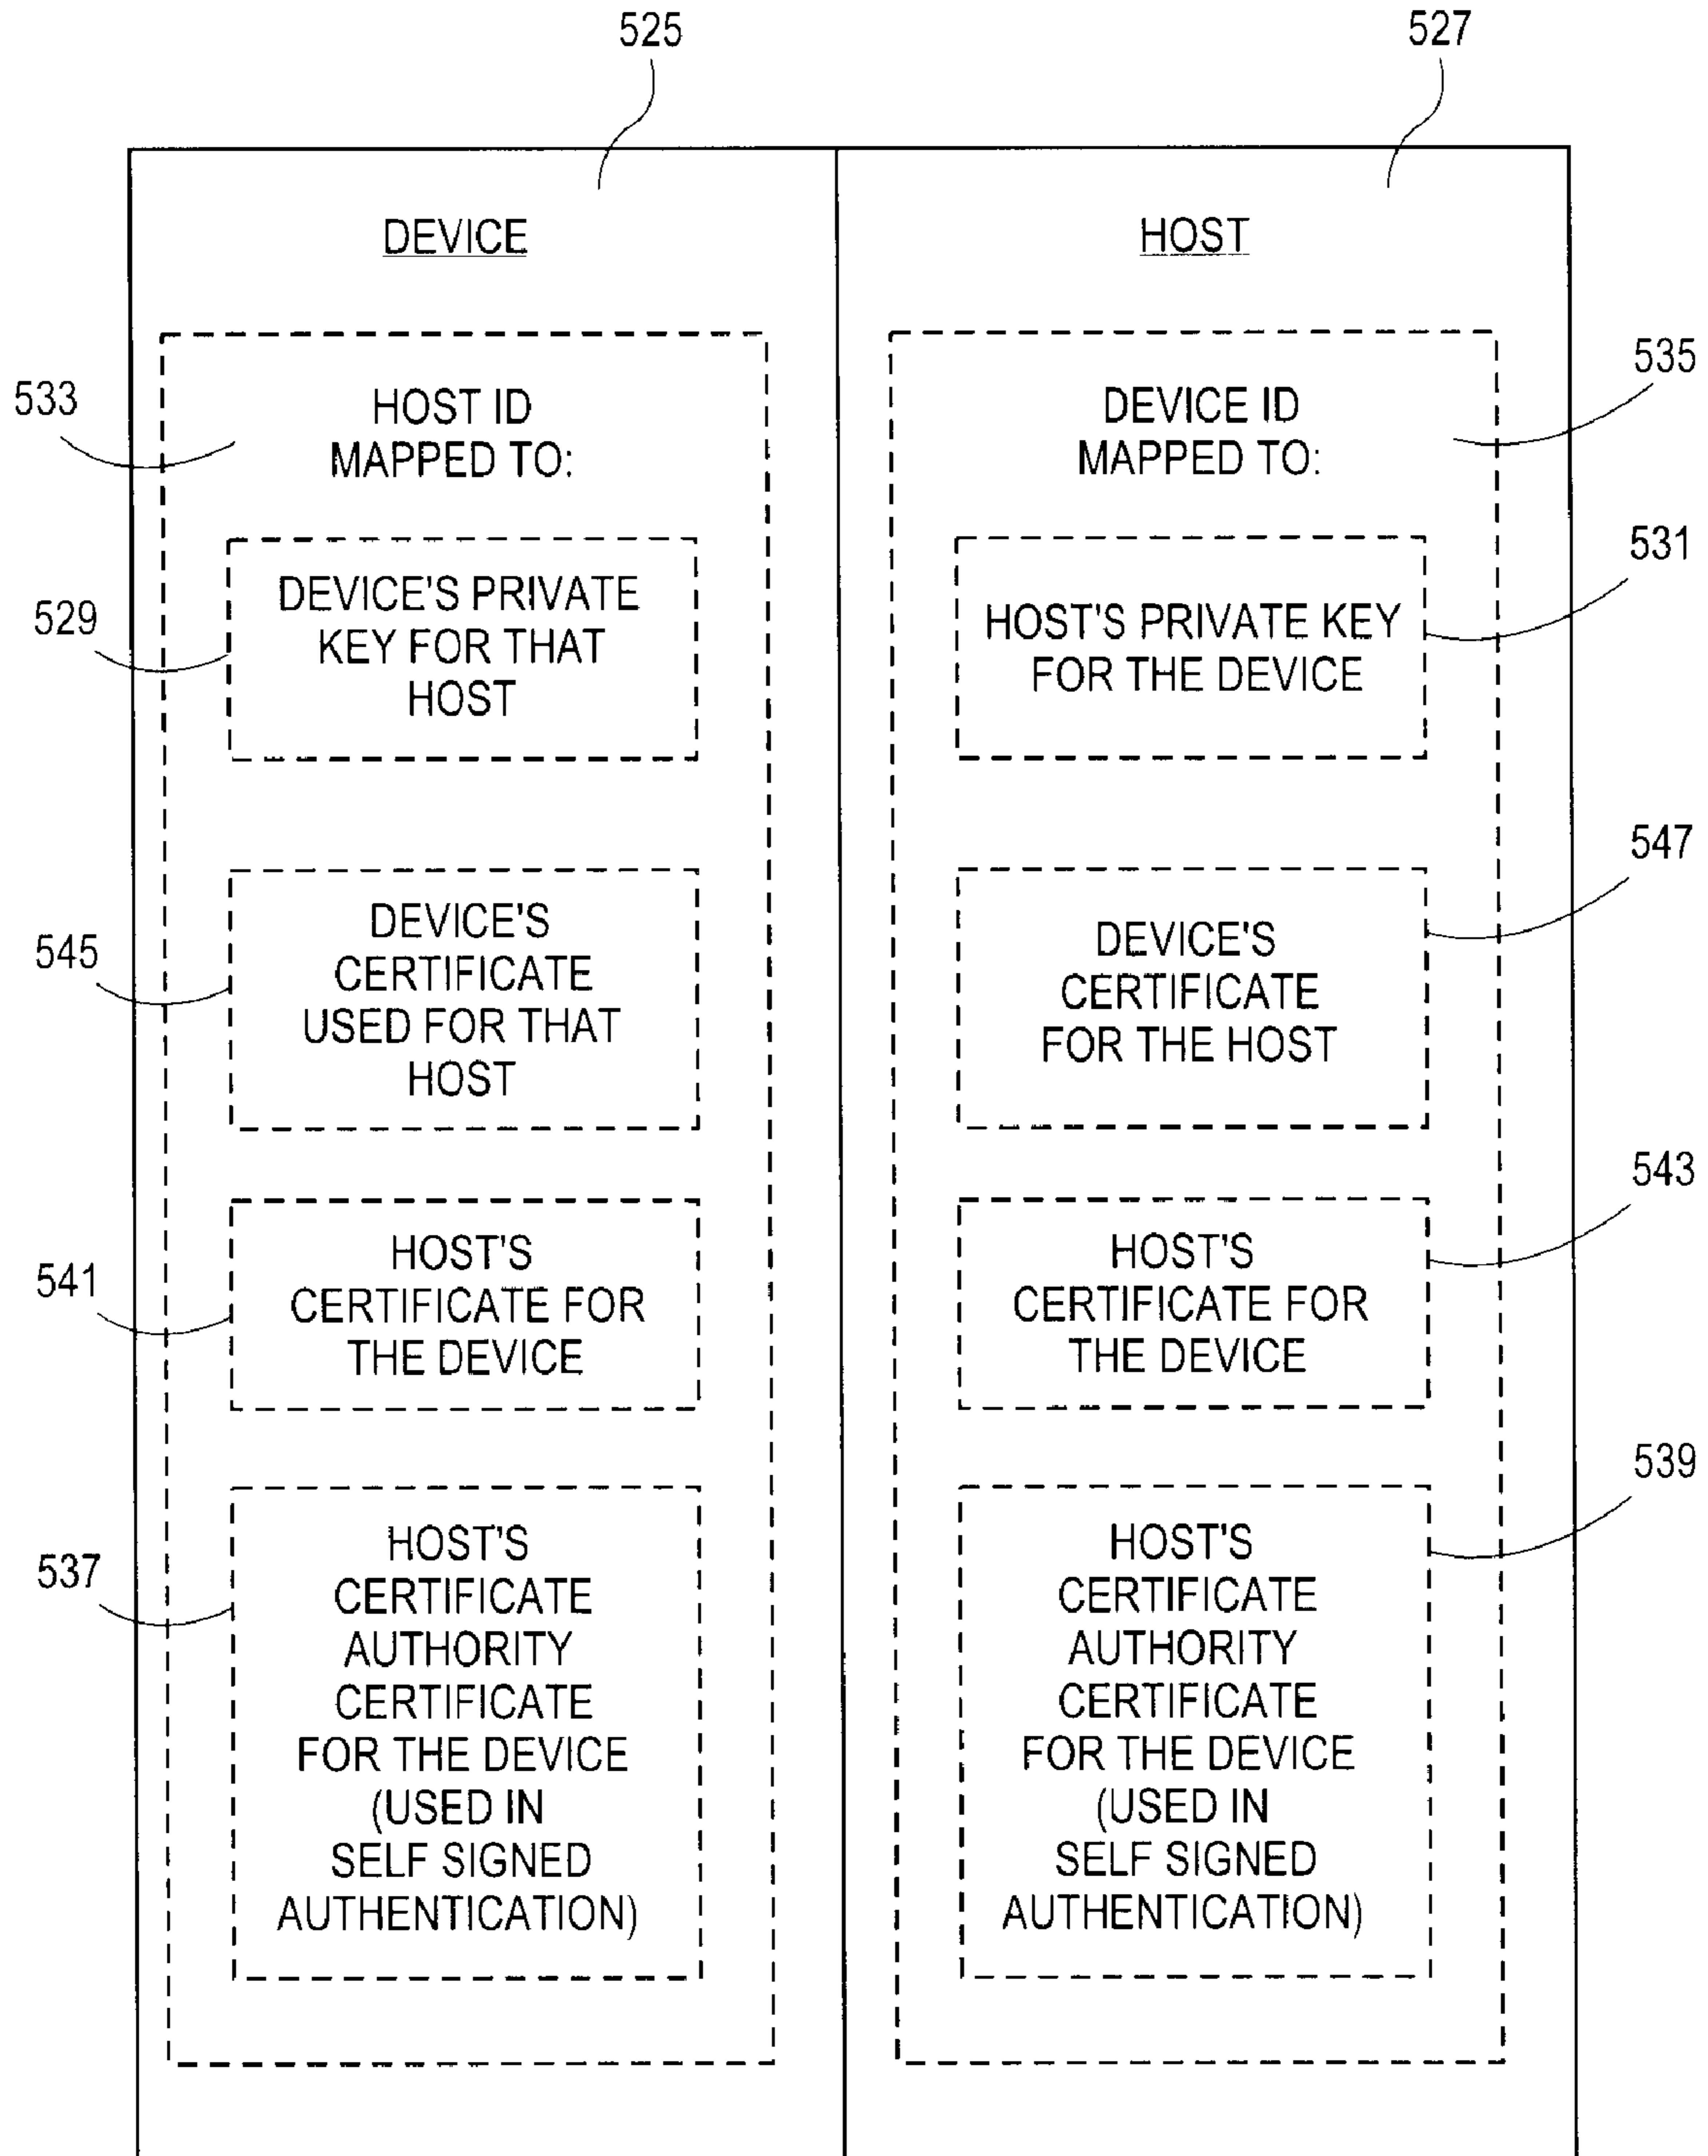 525
527
DEVICE
HOST
533
HOST ID
MAPPED TO:
529
DEVICE'S PRIVATE
KEY FOR THAT
HOST
545
DEVICE'S
CERTIFICATE
USED FOR THAT
HOST
541
HOST'S
CERTIFICATE FOR
THE DEVICE
537
HOST'S
CERTIFICATE
AUTHORITY
CERTIFICATE
FOR THE DEVICE
(USED IN
SELF SIGNED
AUTHENTICATION)
535
DEVICE ID
MAPPED TO:
531
HOST'S PRIVATE KEY
FOR THE DEVICE
547
DEVICE'S
CERTIFICATE
FOR THE HOST
543
HOST'S
CERTIFICATE FOR
THE DEVICE
539
HOST'S
CERTIFICATE
AUTHORITY
CERTIFICATE
FOR THE DEVICE
(USED IN
SELF SIGNED
AUTHENTICATION)